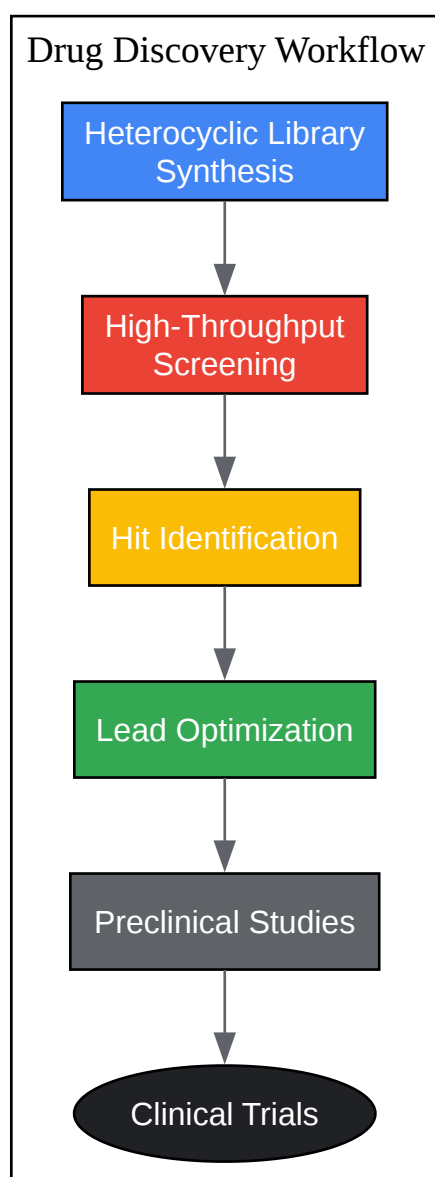 Drug Discovery Workflow
Heterocyclic Library
Synthesis
High-Throughput
Screening
Hit Identification
Lead Optimization
Preclinical Studies
Clinical Trials